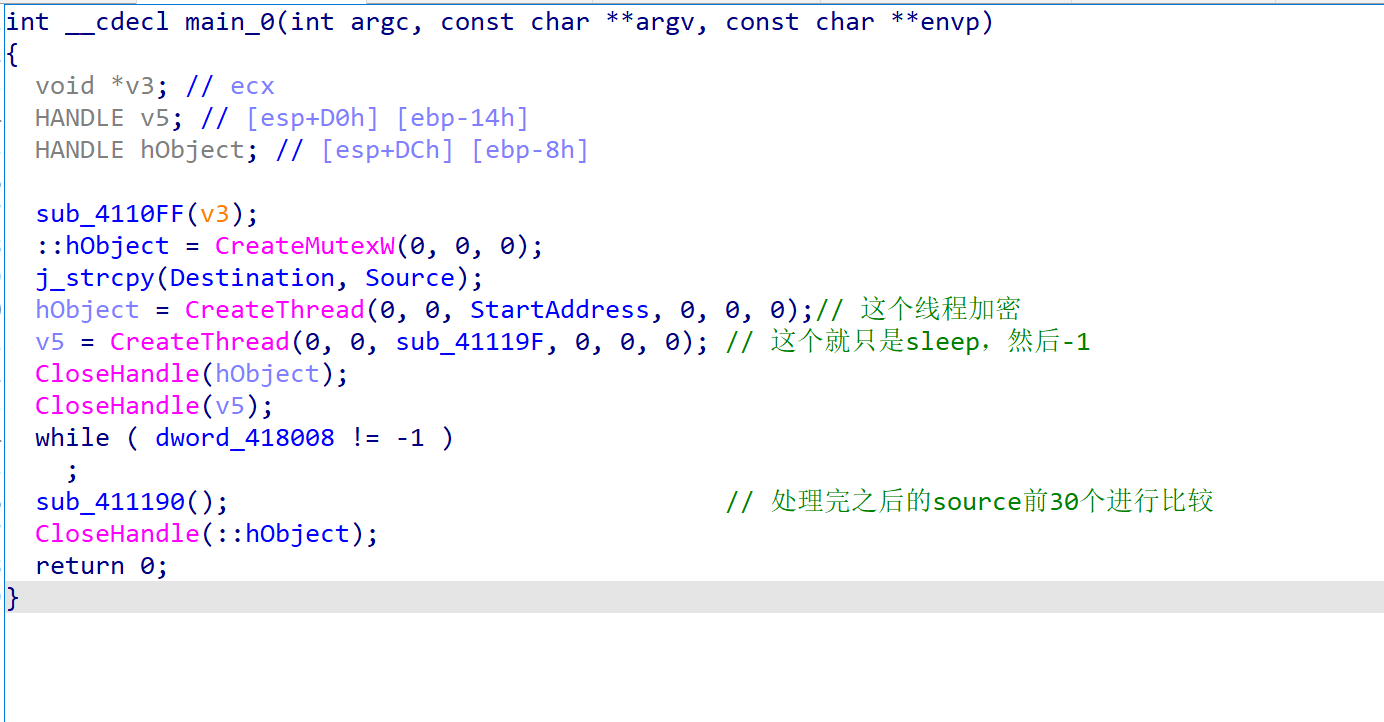 int __cdecl main_0(int argc, const char **argv, const char **envp)
{
  void *v3; // ecx
  HANDLE v5; // [esp+D0h] [ebp-14h]
  HANDLE hObject; // [esp+DCh] [ebp-8h]

  sub_4110FF(v3);
  ::hObject = CreateMutexW(0, 0, 0);
  j_strcpy(Destination, Source);
  hObject = CreateThread(0, 0, StartAddress, 0, 0, 0);// 这个线程加密
  v5 = CreateThread(0, 0, sub_41119F, 0, 0, 0); // 这个就只是sleep，然后-1
  CloseHandle(hObject);
  CloseHandle(v5);
  while ( dword_418008 != -1 )
    ;
  sub_411190();                                 // 处理完之后的source前30个进行比较
  CloseHandle(::hObject);
  return 0;
}